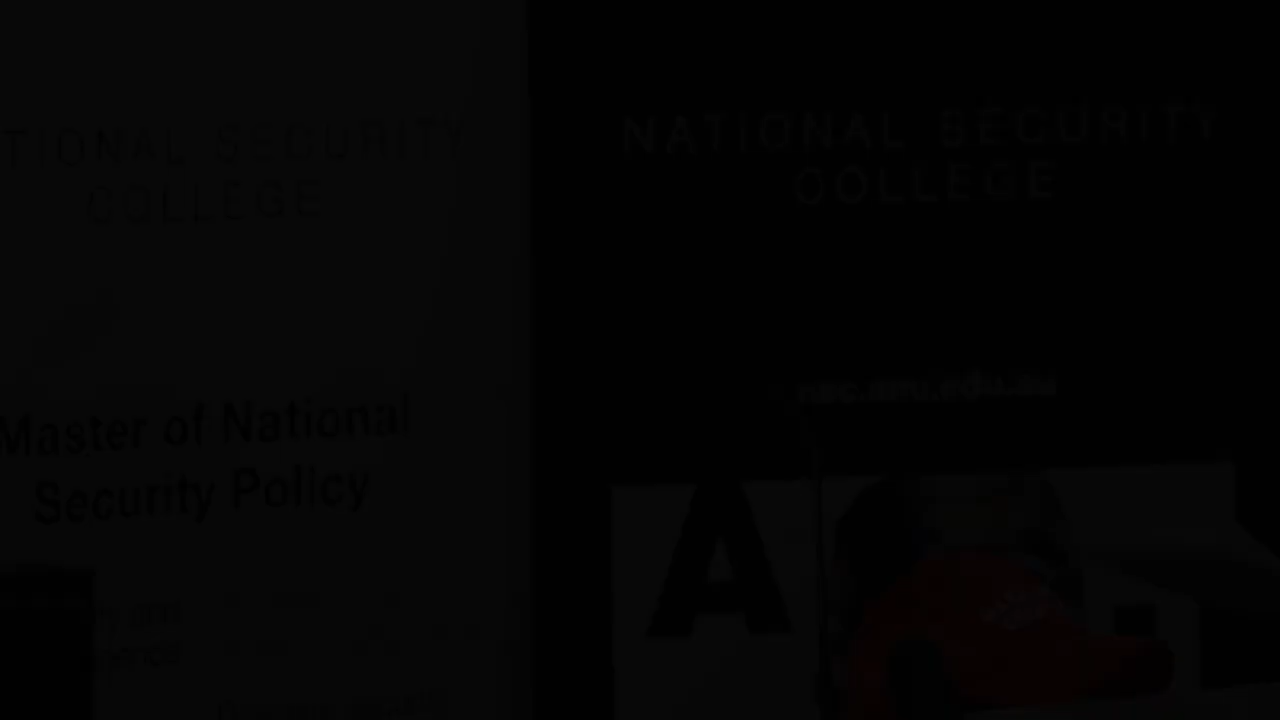 TIONAL SECURITY
COLLEGE
Master of National
Security Policy
NATIONAL SECURITY
COLLEGE
nsc.anu.edu.au
A